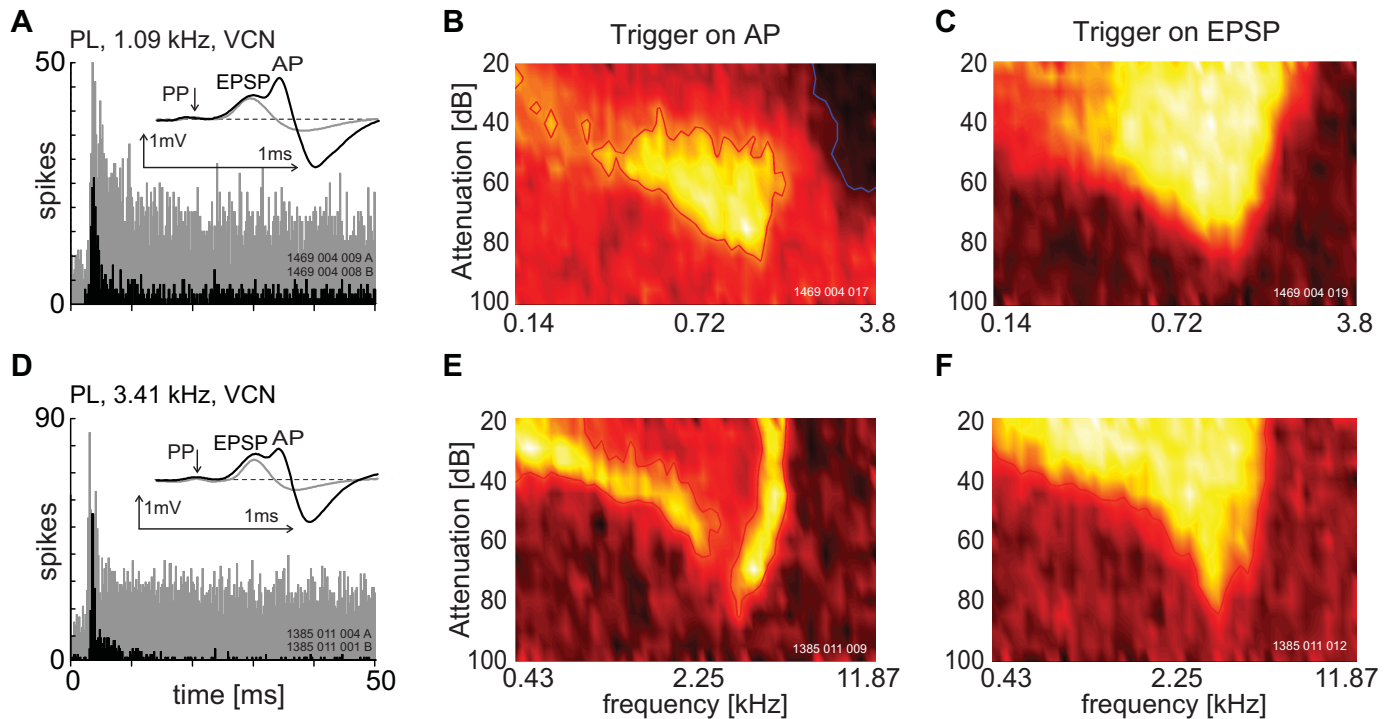 A
PL, 1.09 kHz, VCN
50
spikes
0
PP
EPSP
AP
1mV
1ms
1469 004 009 A
1469 004 008 B
0
50
B
Trigger on AP
Attenuation [dB]
20
40
60
80
100
0.14
0.72
3.8
1469 004 017
C
Trigger on EPSP
20
40
60
80
100
0.14
0.72
3.8
1469 004 019
D
PL, 3.41 kHz, VCN
90
spikes
0
PP
EPSP
AP
1mV
1ms
1385 011 004 A
1385 011 001 B
0
50
time [ms]
E
Attenuation [dB]
20
40
60
80
100
0.43
2.25
11.87
1385 011 009
frequency [kHz]
F
20
40
60
80
100
0.43
2.25
11.87
1385 011 012
frequency [kHz]